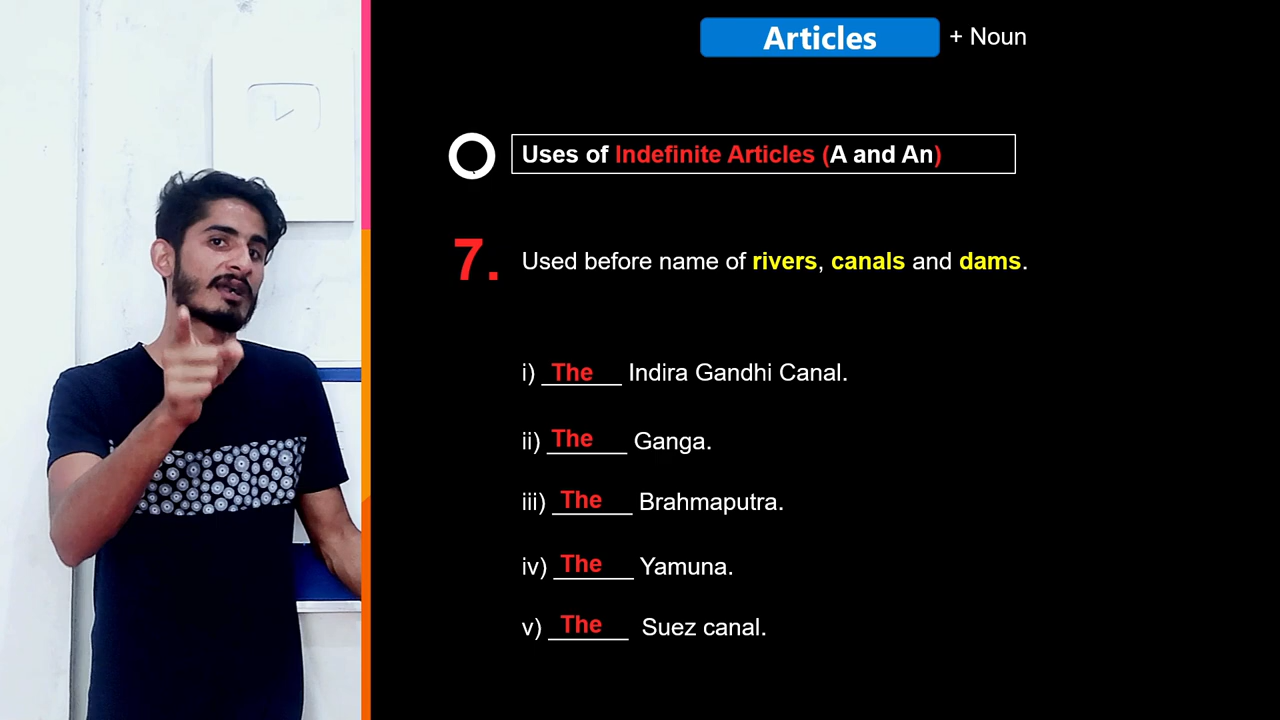 Articles + Noun
Uses of Indefinite Articles (A and An)
7. Used before name of rivers, canals and dams.
i) The Indira Gandhi Canal.
ii) The Ganga.
iii) The Brahmaputra.
iv) The Yamuna.
v) The Suez canal.